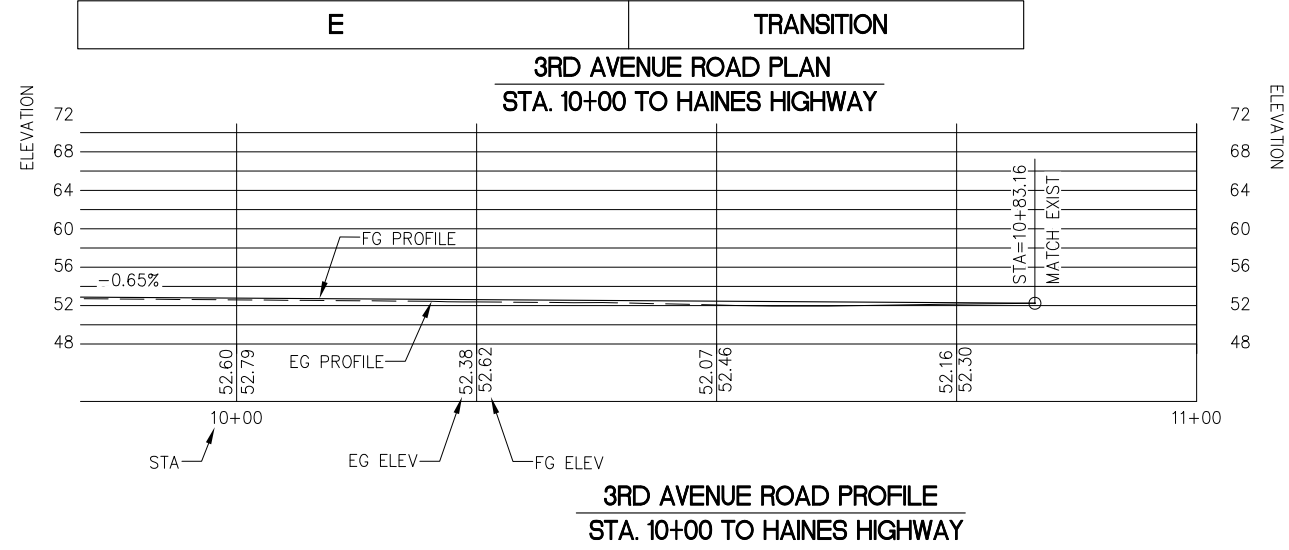 E
TRANSITION
3RD AVENUE ROAD PLAN
STA. 10+00 TO HAINES HIGHWAY
ELEVATION
ELEVATION
72
72
68
68
64
64
60
60
56
56
52
52
48
48
FG PROFILE
-0.65%
EG PROFILE
STA=10+83.16
MATCH EXIST
52.60
52.79
52.38
52.62
52.07
52.46
52.16
52.30
10+00
11+00
STA
EG ELEV
FG ELEV
3RD AVENUE ROAD PROFILE
STA. 10+00 TO HAINES HIGHWAY